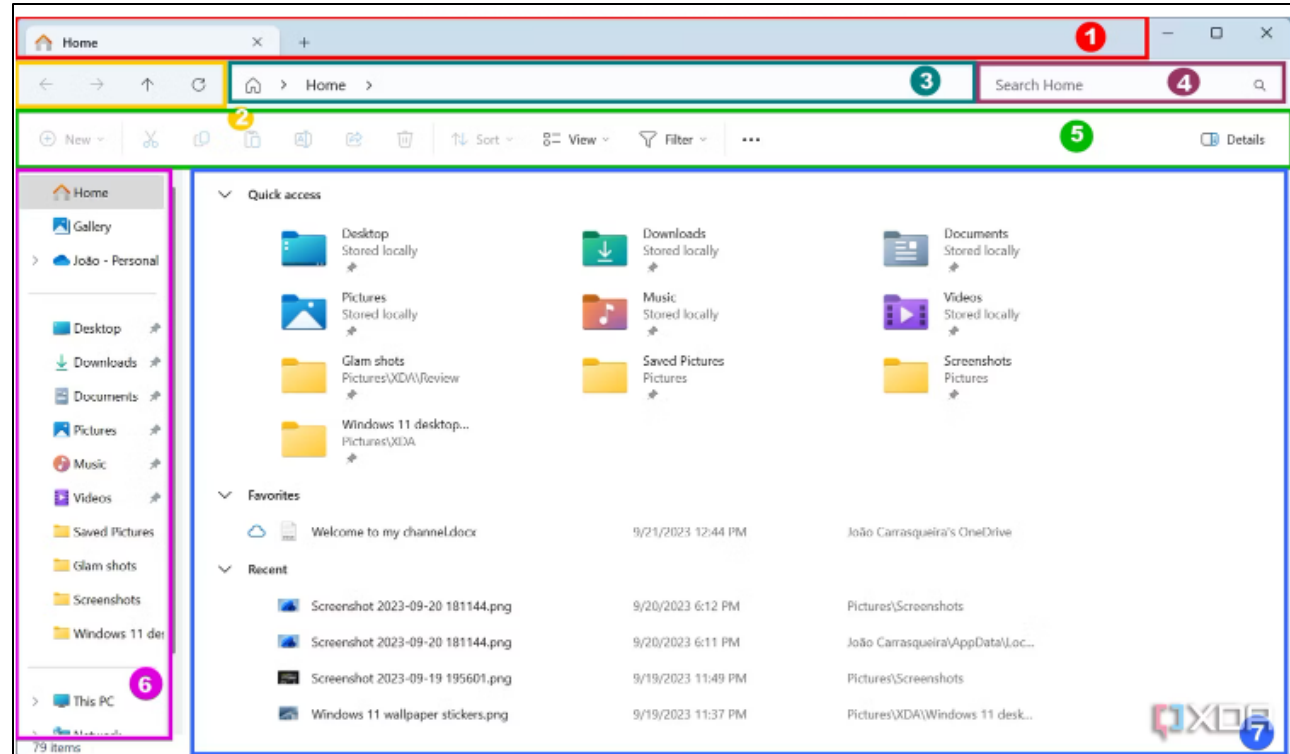 Home
1
Home
3
Search Home
4
2
New
Sort
View
Filter
5
Details
Home
Gallery
João - Personal
Desktop
Downloads
Documents
Pictures
Music
Videos
Saved Pictures
Glam shots
Screenshots
Windows 11 de
This PC
6
Network
79 items
Quick access
Desktop
Stored locally
Downloads
Stored locally
Documents
Stored locally
Pictures
Stored locally
Music
Stored locally
Videos
Stored locally
Glam shots
Pictures\XDA\Review
Saved Pictures
Pictures
Screenshots
Pictures
Windows 11 desktop...
Pictures\XDA
Favorites
Welcome to my channel.docx 9/21/2023 12:44 PM João Carrasqueira's OneDrive
Recent
Screenshot 2023-09-20 181144.png 9/20/2023 6:12 PM Pictures\Screenshots
Screenshot 2023-09-20 181144.png 9/20/2023 6:11 PM João Carrasqueira\AppData\Loc...
Screenshot 2023-09-19 195601.png 9/19/2023 11:49 PM Pictures\Screenshots
Windows 11 wallpaper stickers.png 9/19/2023 11:37 PM Pictures\XDA\Windows 11 desk...
XDA
7